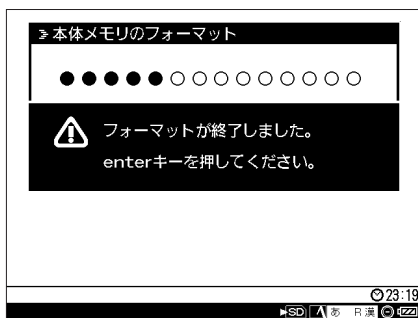 本体メモリのフォーマット
フォーマットが終了しました。
enterキーを押してください。
23:19
SD あ R漢